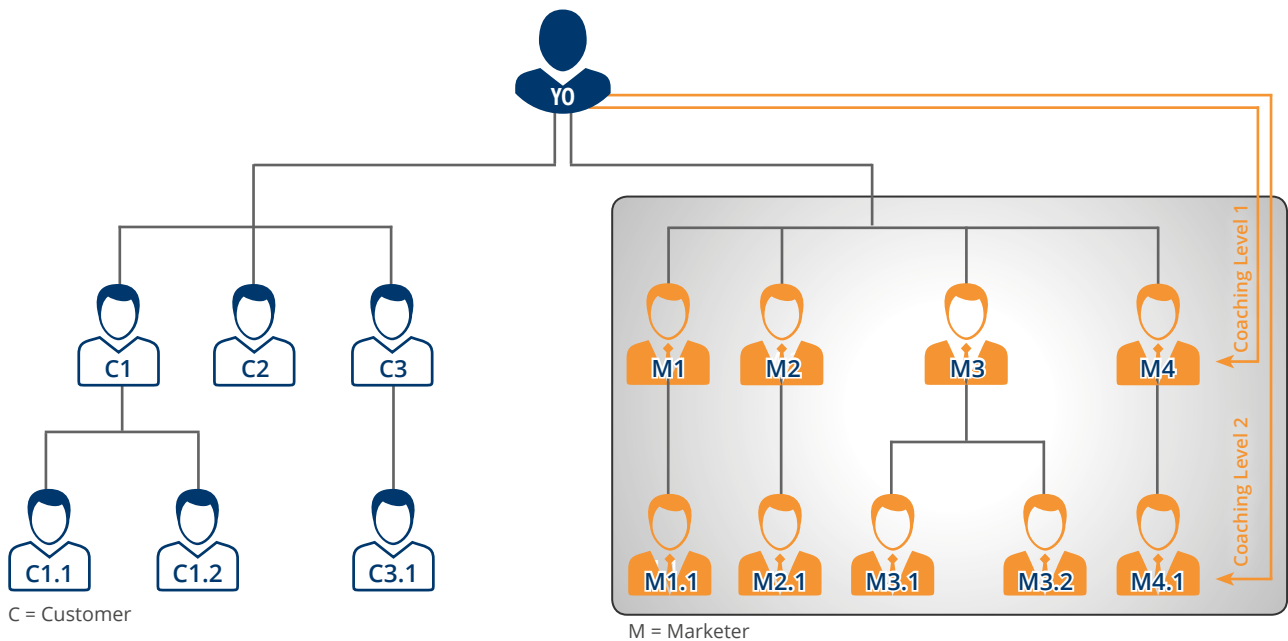 YO
Coaching Level 1
C1
C2
C3
M1
M2
M3
M4
Coaching Level 2
C1.1
C1.2
C3.1
M1.1
M2.1
M3.1
M3.2
M4.1
C = Customer
M = Marketer